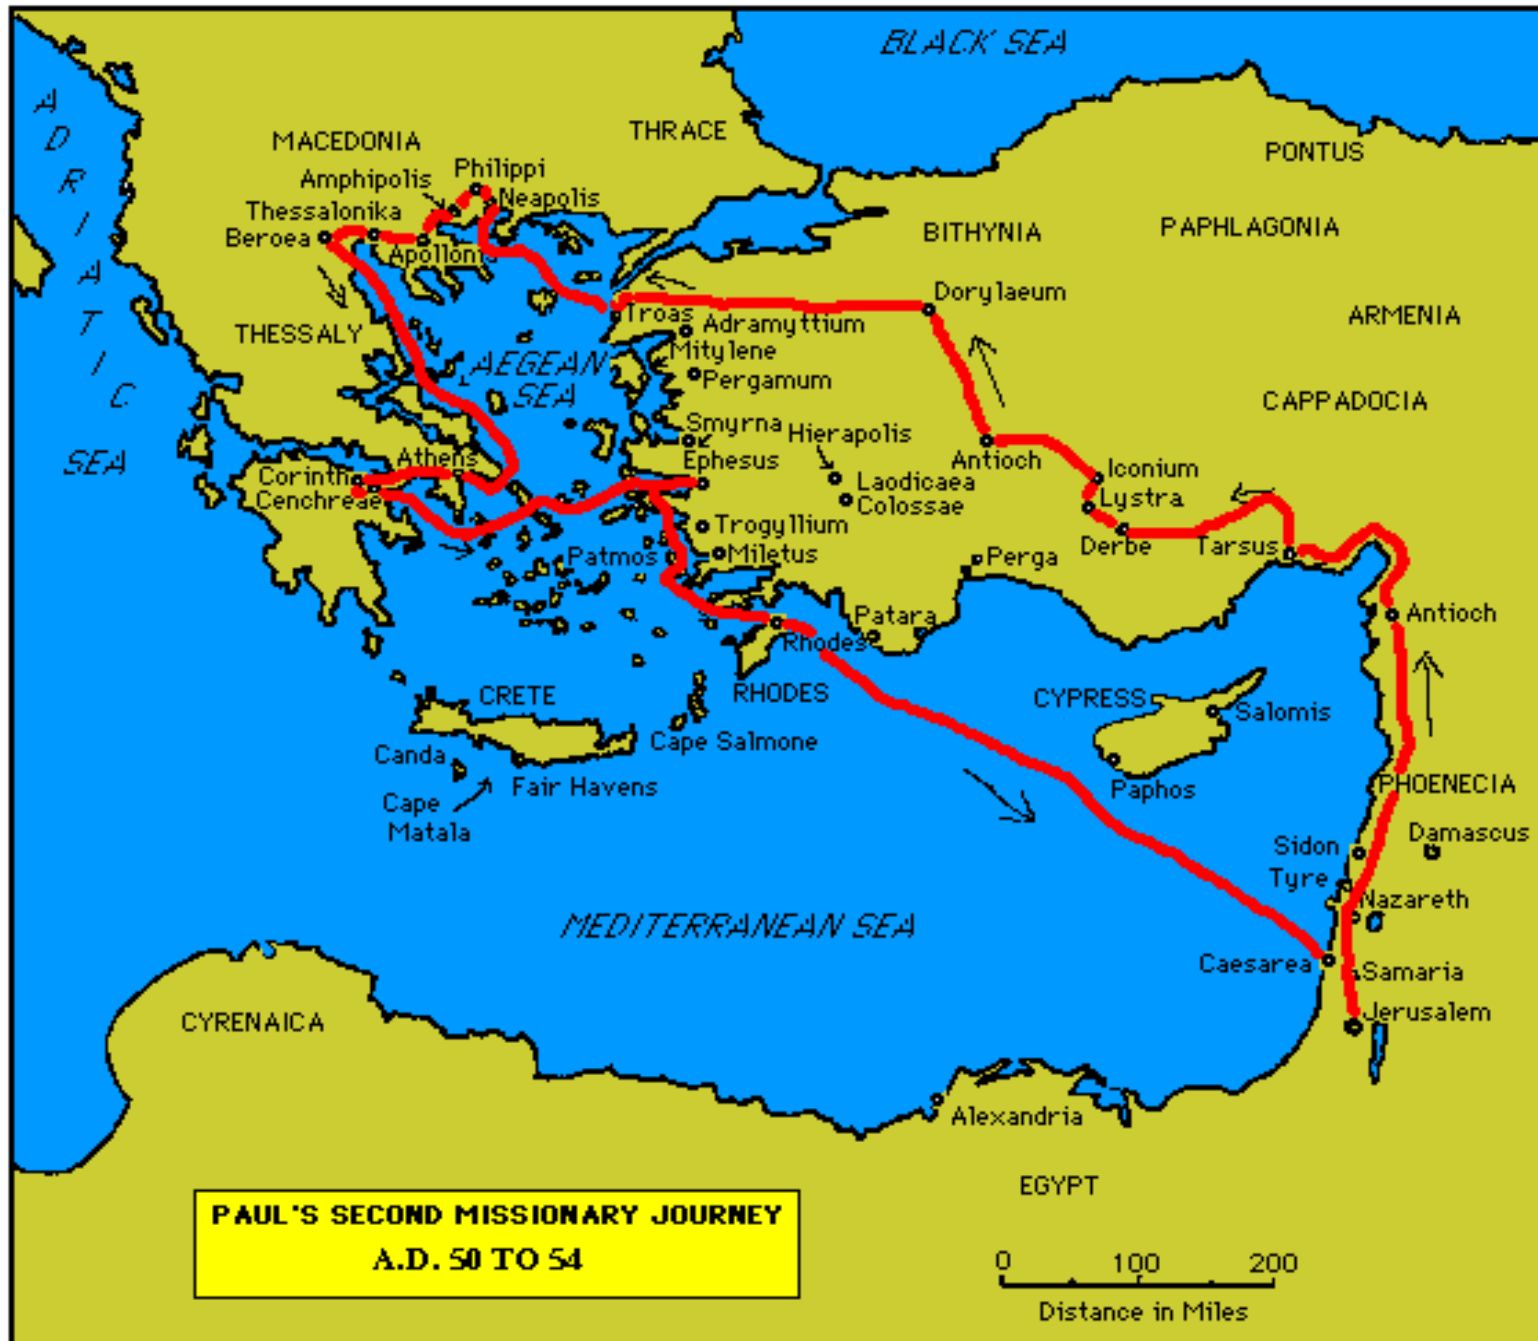 BLACK SEA
ADRIATIC
SEA
MACEDONIA
THRACE
PONTUS
Philippi
Amphipolis
Neapolis
Thessalonika
Beroea
Apollonia
BITHYNIA
PAPHLAGONIA
Dorylaeum
ARMENIA
THESSALY
Troas
Adramyttium
Mitylene
AEGEAN
SEA
Pergamum
CAPPADOCIA
Smyrna
Hierapolis
Ephesus
Antioch
Athens
Corinth
Cenchreae
Iconium
Laodicaea
Lystra
Colossae
Trogyllium
Derbe
Tarsus
Patmos
Miletus
Perga
Patara
Antioch
Rhodes
RHODES
CRETE
CYPRESS
Salomis
Canda
Cape Salmone
Fair Havens
Paphos
Cape
Matala
PHOENECIA
Damascus
Sidon
Tyre
Nazareth
MEDITERRANEAN SEA
Caesarea
Samaria
Jerusalem
CYRENAICA
Alexandria
EGYPT
PAUL'S SECOND MISSIONARY JOURNEY
A.D. 50 TO 54
0 100 200
Distance in Miles